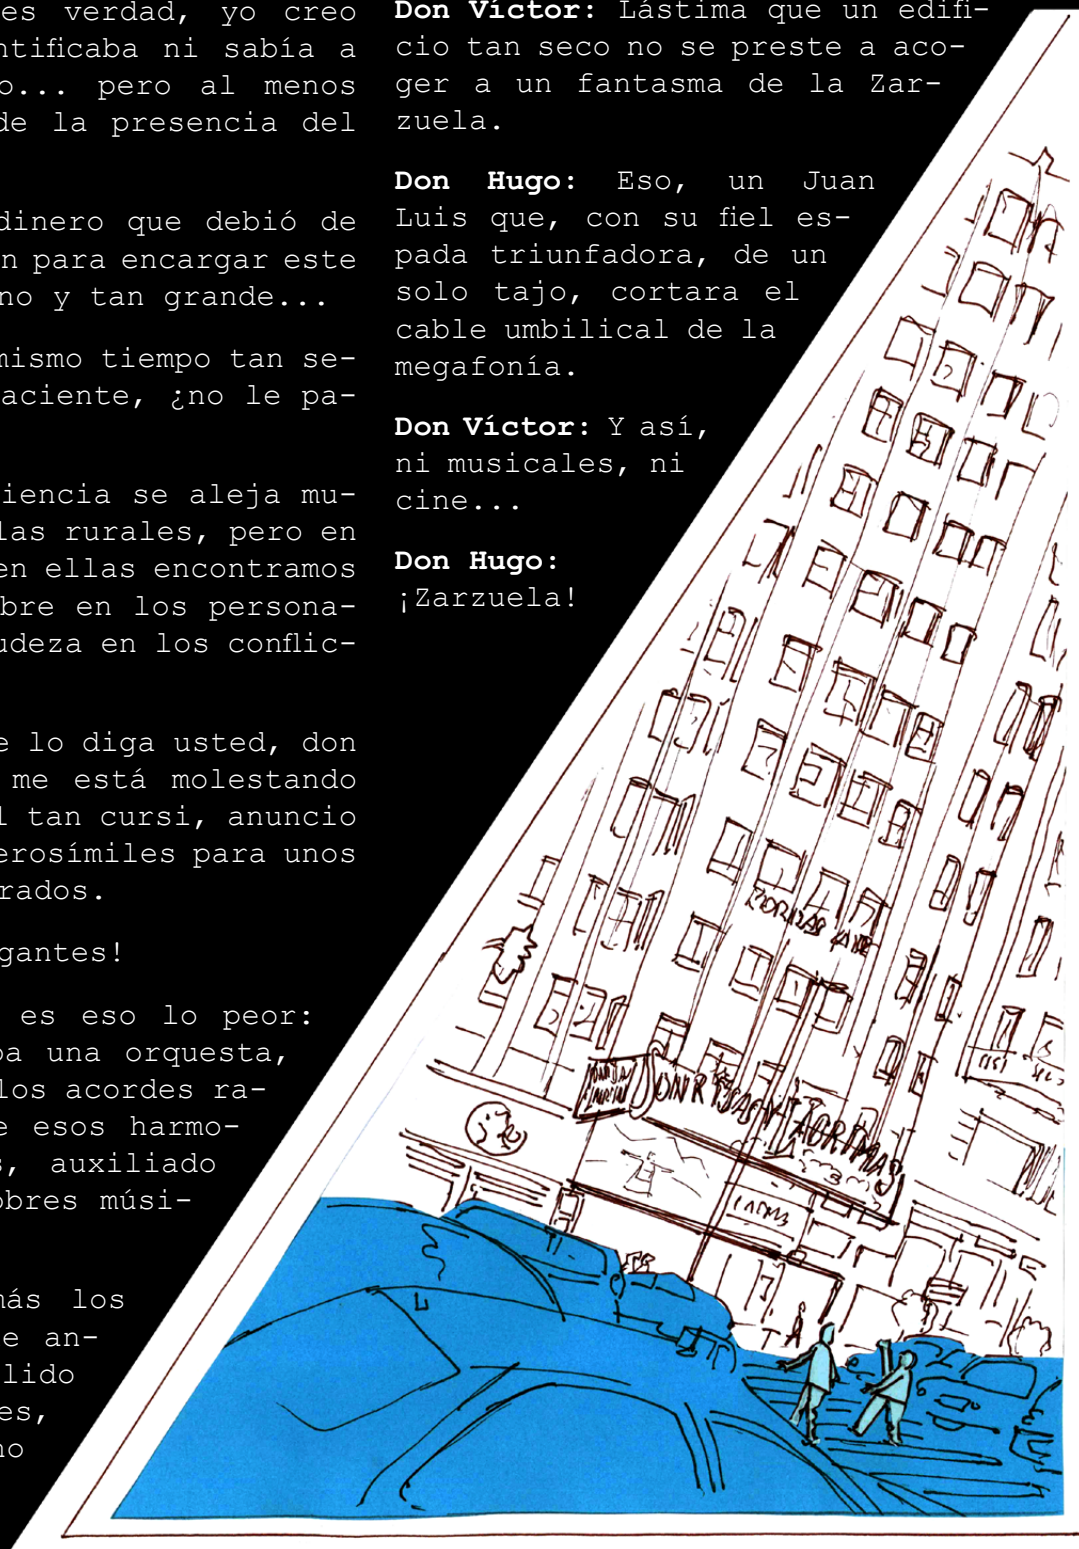 es verdad, yo creo
ntificaba ni sabía a
o... pero al menos
de la presencia del
dinero que debió de
n para encargar este
no y tan grande...
mismo tiempo tan se-
aciente, ¿no le pa-
iencia se aleja mu-
las rurales, pero en
en ellas encontramos
bre en los persona-
udeza en los conflic-
e lo diga usted, don
me está molestando
l tan cursi, anuncio
erosímiles para unos
rados.
gantes!
es eso lo peor:
ba una orquesta,
los acordes ra-
e esos harmo-
s, auxiliado
obres músi-
más los
e an-
lido
es,
no
Don Víctor: Lástima que un edifi-
cio tan seco no se preste a aco-
ger a un fantasma de la Zar-
zuela.
Don Hugo: Eso, un Juan
Luis que, con su fiel es-
pada triunfadora, de un
solo tajo, cortara el
cable umbilical de la
megafonía.
Don Víctor: Y así,
ni musicales, ni
cine...
Don Hugo:
¡Zarzuela!
SONRISAS Y LÁGRIMAS